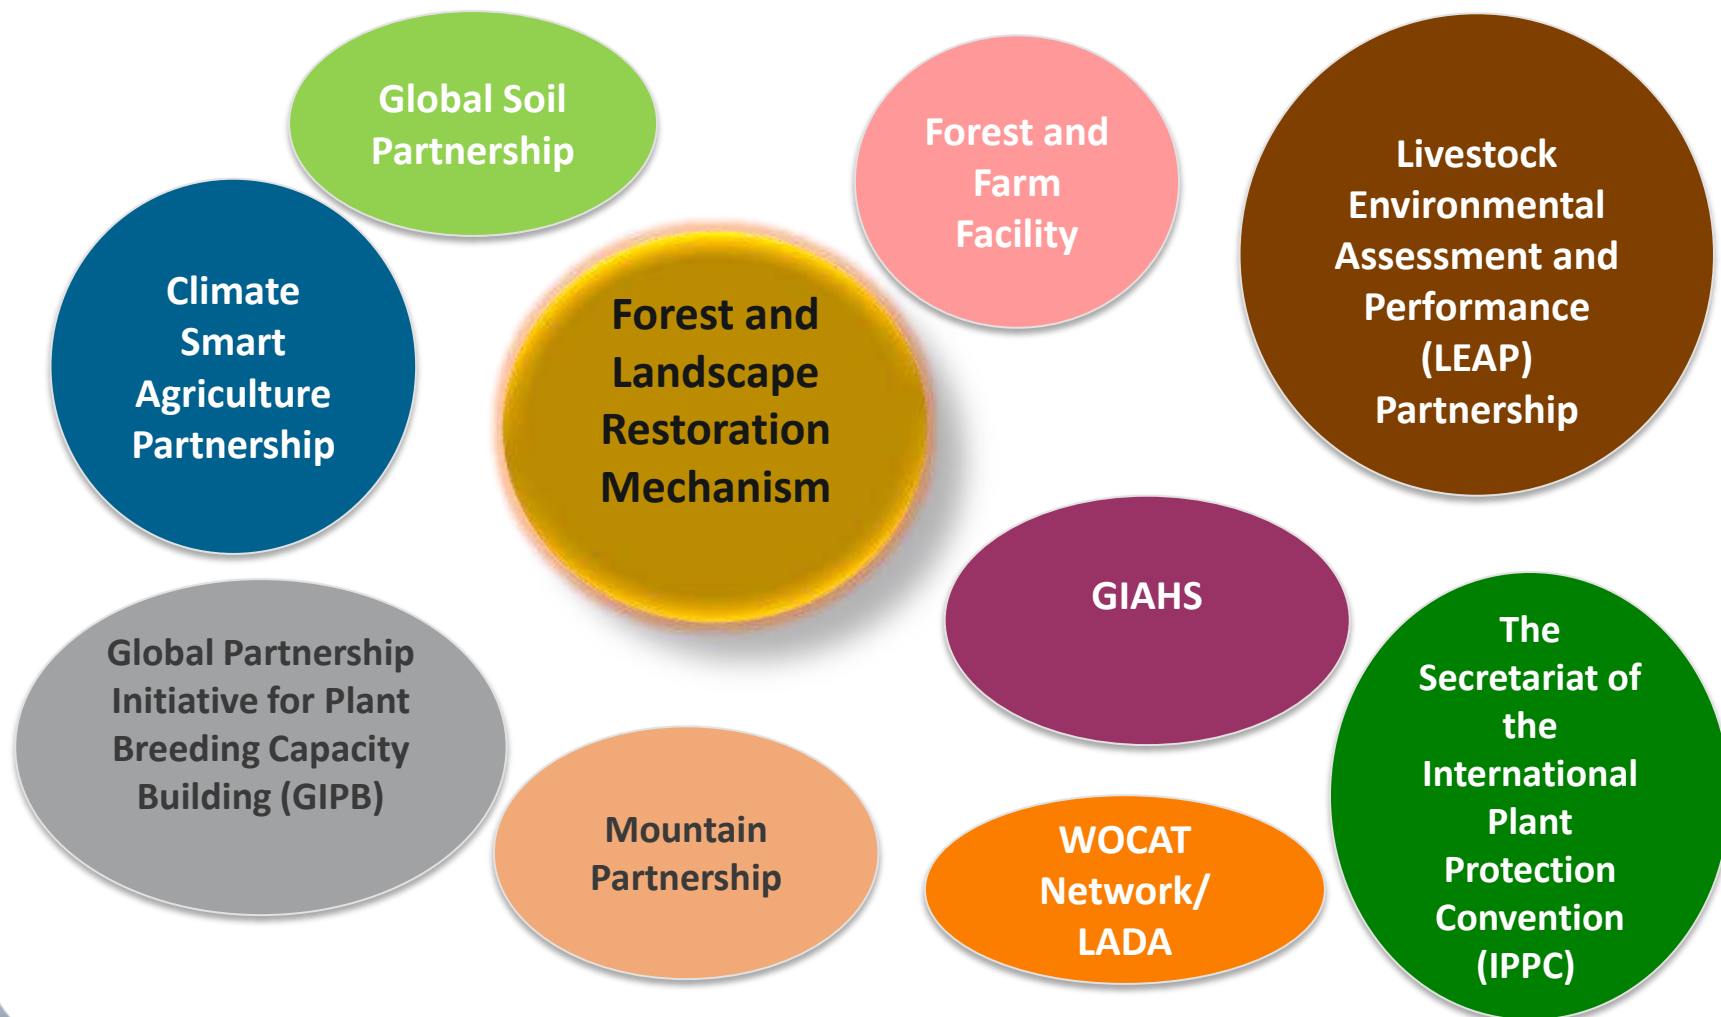 Global Soil
Partnership
Forest and
Farm
Facility
Livestock
Environmental
Assessment and
Performance
(LEAP)
Partnership
Climate
Smart
Agriculture
Partnership
Forest and
Landscape
Restoration
Mechanism
GIAHS
The
Secretariat of
the
International
Plant
Protection
Convention
(IPPC)
Global Partnership
Initiative for Plant
Breeding Capacity
Building (GIPB)
Mountain
Partnership
WOCAT
Network/
LADA